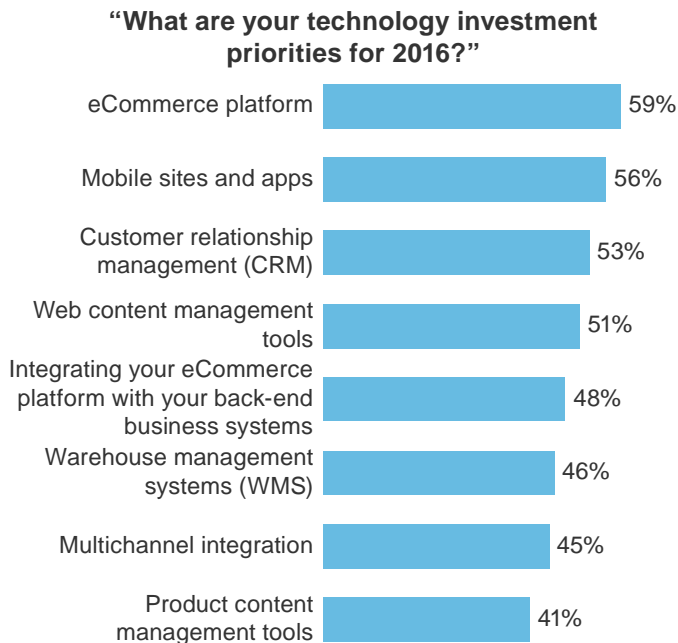 “What are your technology investment
priorities for 2016?”
eCommerce platform 59%
Mobile sites and apps 56%
Customer relationship
management (CRM) 53%
Web content management
tools 51%
Integrating your eCommerce
platform with your back-end 48%
business systems
Warehouse management
systems (WMS) 46%
Multichannel integration 45%
Product content
management tools 41%